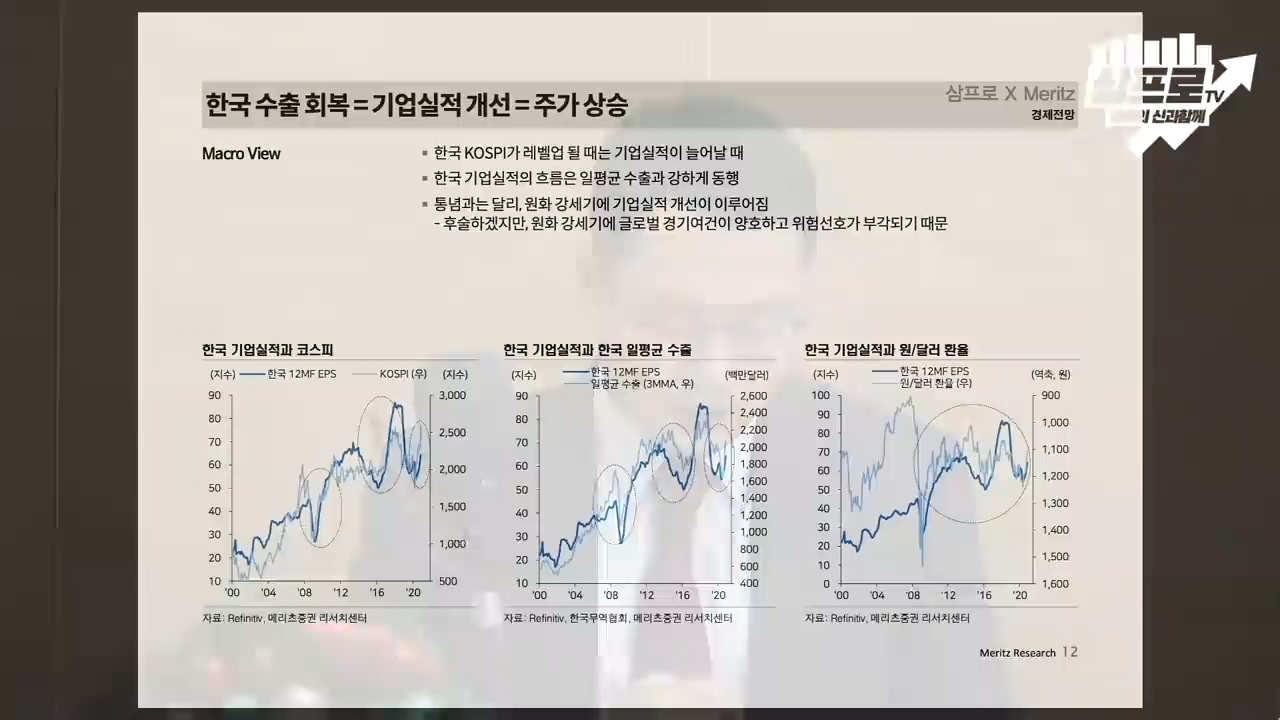 한국 수출 회복 = 기업실적 개선 = 주가 상승
삼프로 X Meritz
경제전망
삼프로TV
신과함께
Macro View
▪ 한국 KOSPI가 레벨업 될 때는 기업실적이 늘어날 때
▪ 한국 기업실적의 흐름은 일평균 수출과 강하게 동행
▪ 통념과는 달리, 원화 강세기에 기업실적 개선이 이루어짐
- 후술하겠지만, 원화 강세기에 글로벌 경기여건이 양호하고 위험선호가 부각되기 때문
한국 기업실적과 코스피
(지수) 한국 12MF EPS KOSPI (우) (지수)
90 3,000
80
70 2,500
60 2,000
50
40 1,500
30 1,000
20
10 500
'00 '04 '08 '12 '16 '20
자료: Refinitiv, 메리츠증권 리서치센터
한국 기업실적과 한국 일평균 수출
(지수) 한국 12MF EPS (백만달러)
일평균 수출 (3MMA, 우)
90 2,600
80 2,400
2,200
70 2,000
60 1,800
1,600
50 1,400
40 1,200
30 1,000
800
20 600
10 400
'00 '04 '08 '12 '16 '20
자료: Refinitiv, 한국무역협회, 메리츠증권 리서치센터
한국 기업실적과 원/달러 환율
(지수) 한국 12MF EPS (역축, 원)
원/달러 환율 (우)
100 900
90
80 1,000
70 1,100
60 1,200
50
40 1,300
30 1,400
20
10 1,500
0 1,600
'00 '04 '08 '12 '16 '20
자료: Refinitiv, 메리츠증권 리서치센터
Meritz Research 12